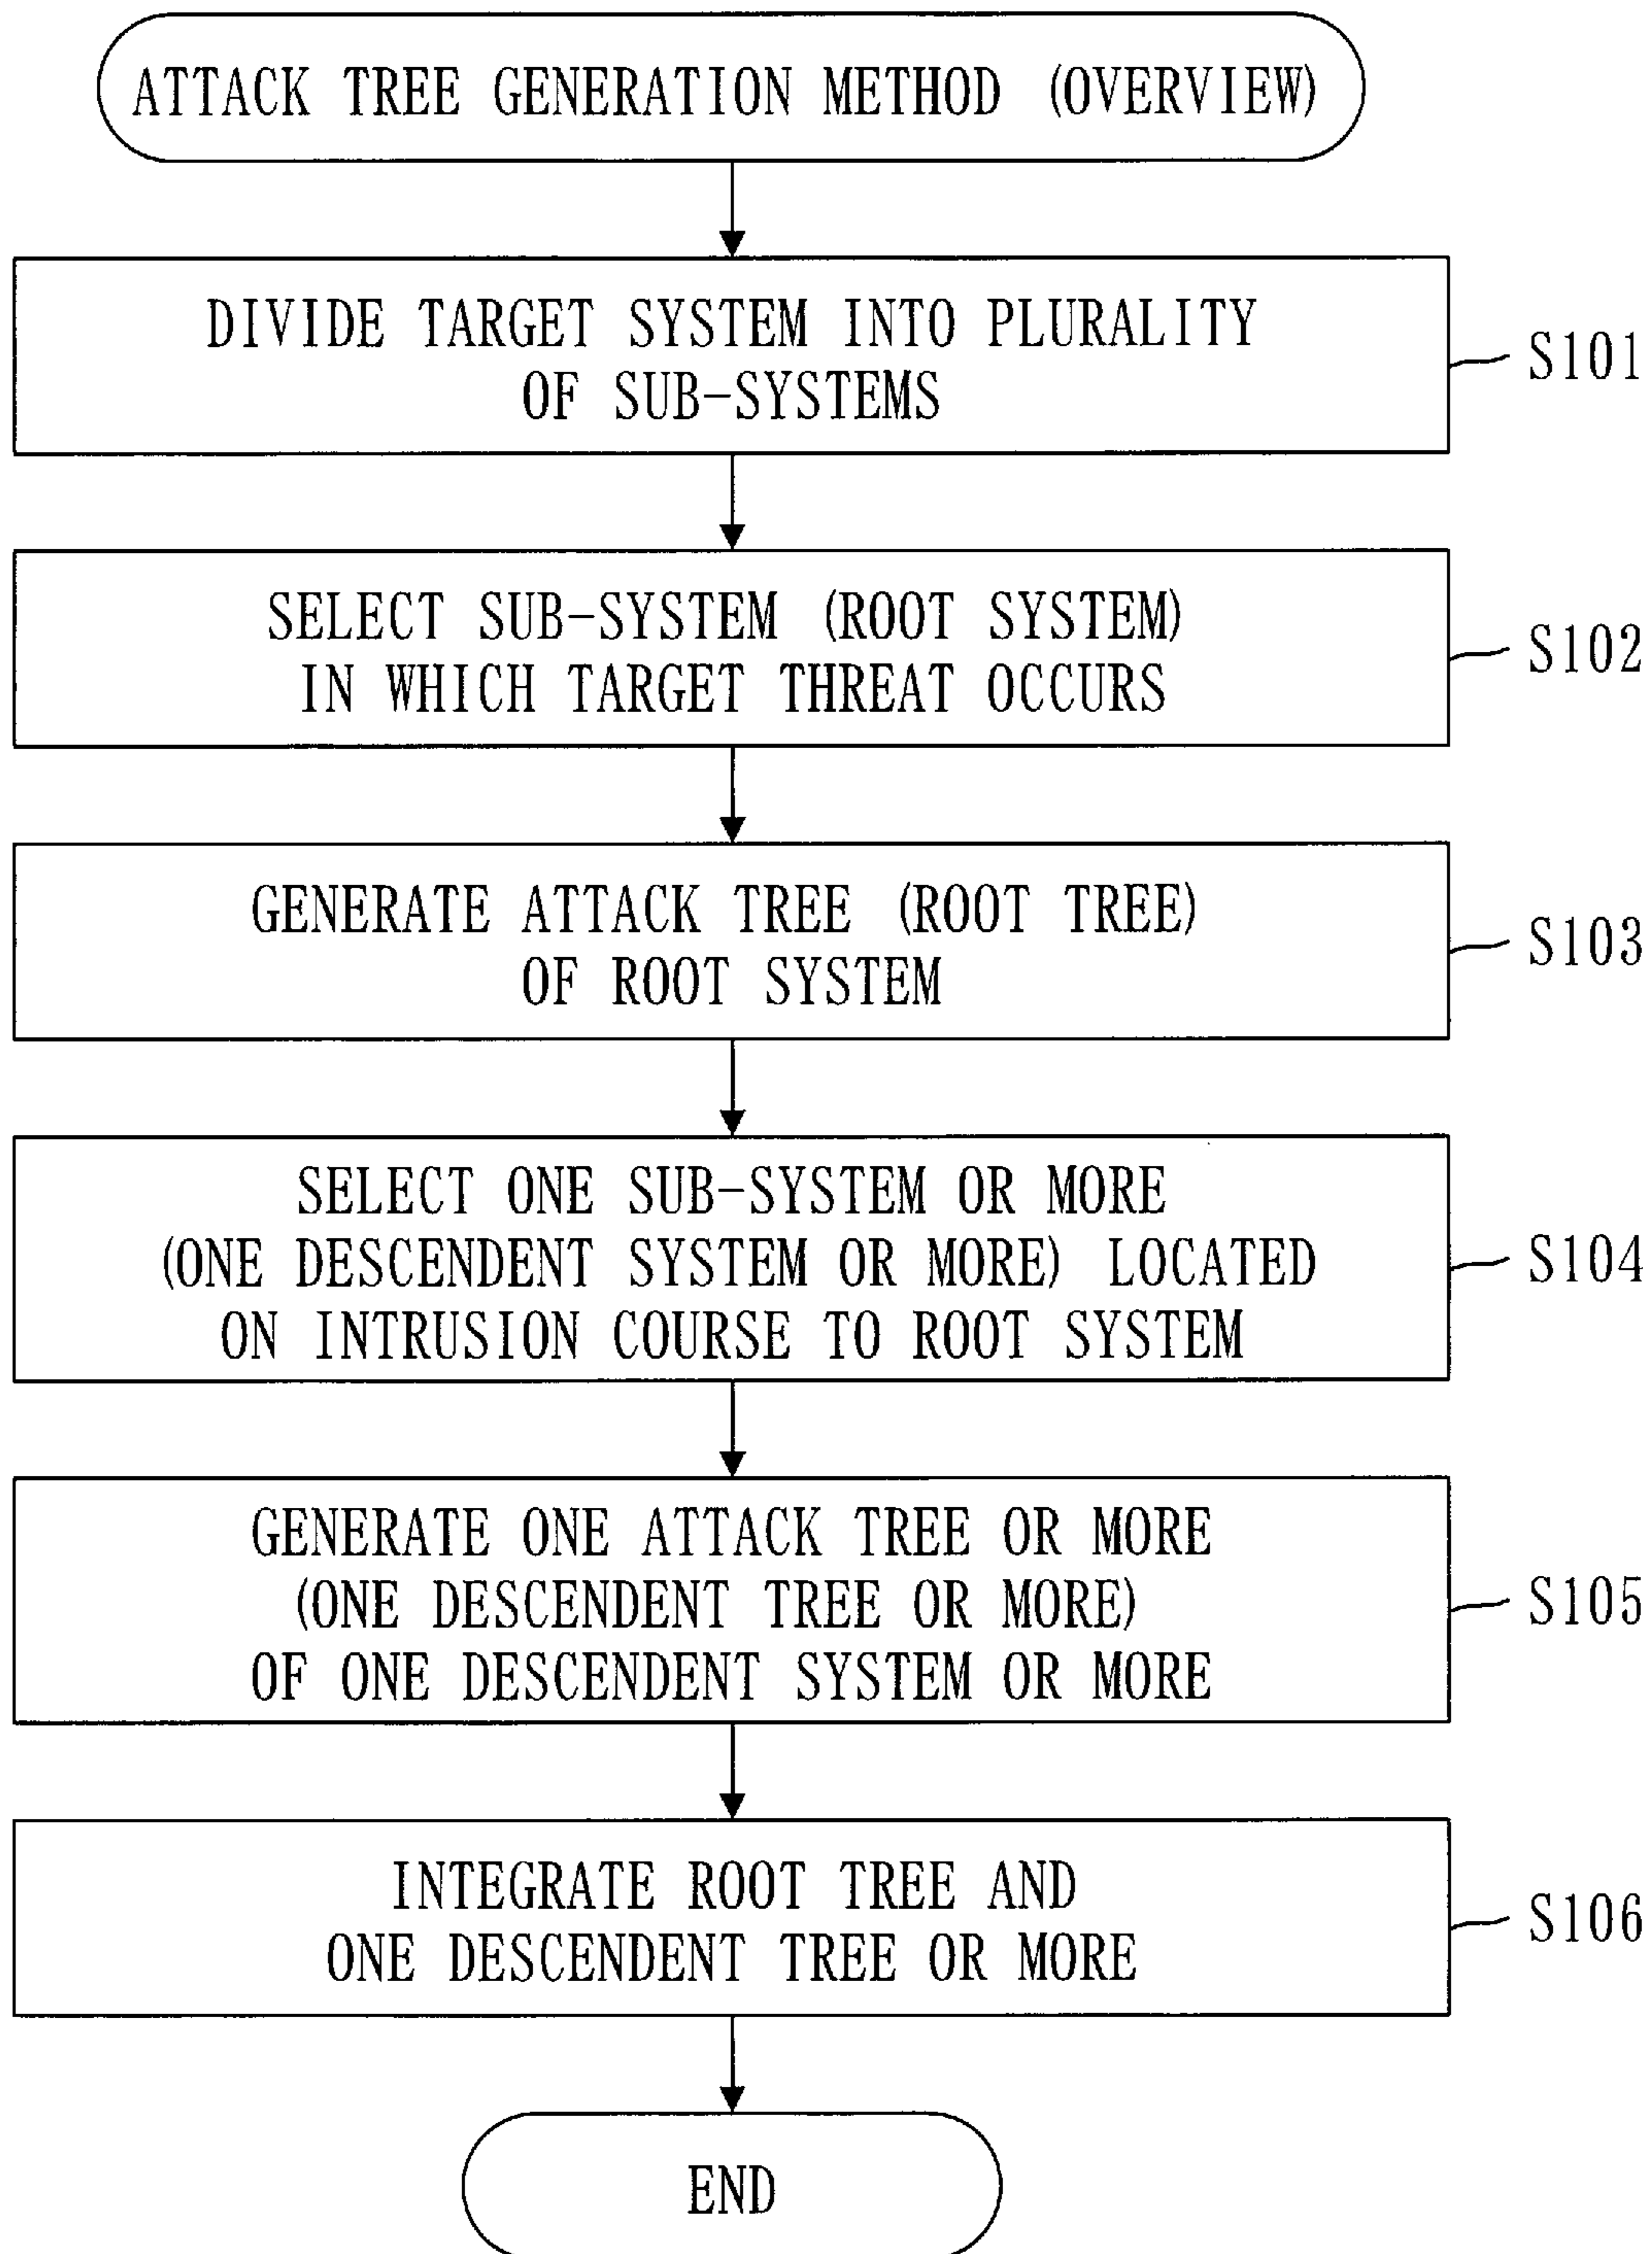 ATTACK TREE GENERATION METHOD (OVERVIEW)
DIVIDE TARGET SYSTEM INTO PLURALITY
OF SUB-SYSTEMS
S101
SELECT SUB-SYSTEM (ROOT SYSTEM)
IN WHICH TARGET THREAT OCCURS
S102
GENERATE ATTACK TREE (ROOT TREE)
OF ROOT SYSTEM
S103
SELECT ONE SUB-SYSTEM OR MORE
(ONE DESCENDENT SYSTEM OR MORE) LOCATED
ON INTRUSION COURSE TO ROOT SYSTEM
S104
GENERATE ONE ATTACK TREE OR MORE
(ONE DESCENDENT TREE OR MORE)
OF ONE DESCENDENT SYSTEM OR MORE
S105
INTEGRATE ROOT TREE AND
ONE DESCENDENT TREE OR MORE
S106
END